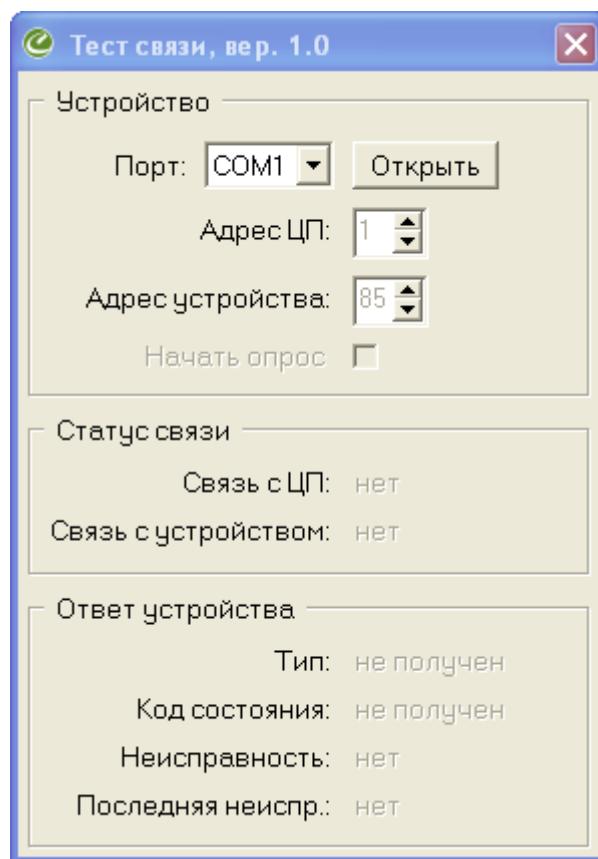 Тест связи, вер. 1.0
Устройство
Порт: COM1 Открыть
Адрес ЦП: 1
Адрес устройства: 85
Начать опрос
Статус связи
Связь с ЦП: нет
Связь с устройством: нет
Ответ устройства
Тип: не получен
Код состояния: не получен
Неисправность: нет
Последняя неиспр.: нет